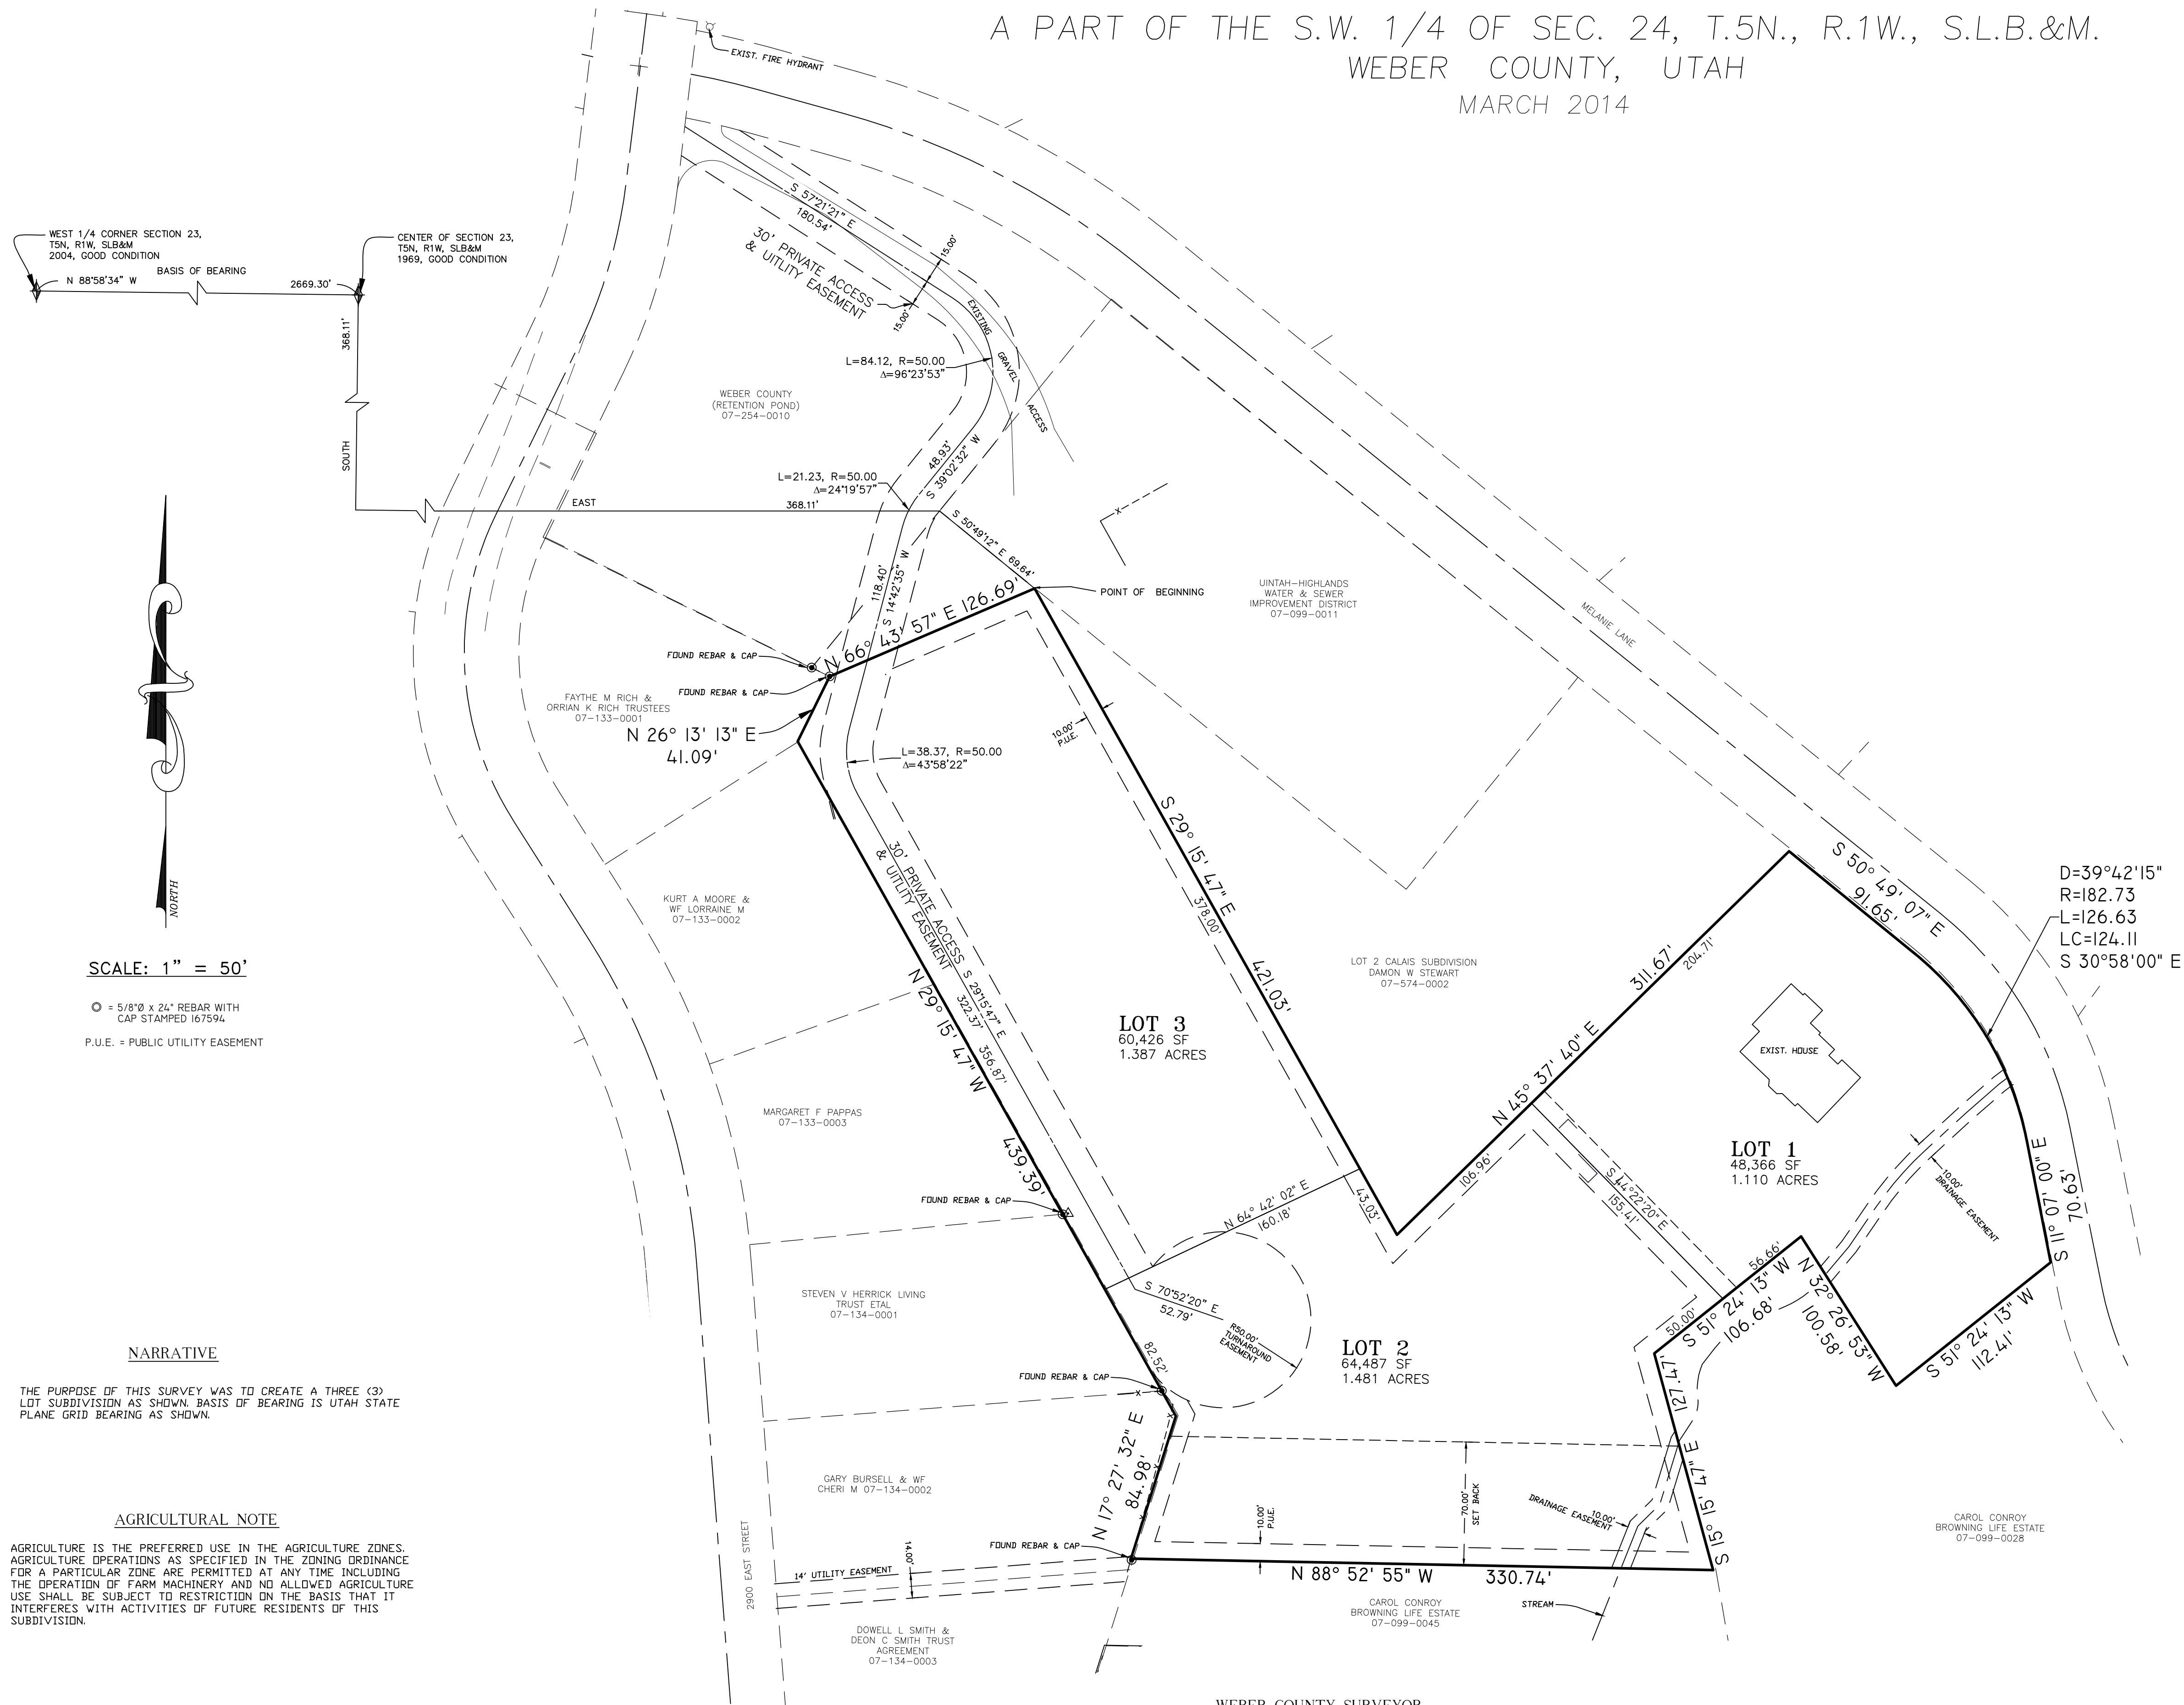 A PART OF THE S.W. 1/4 OF SEC. 24, T.5N., R.1W., S.L.B.&M.
WEBER COUNTY, UTAH
MARCH 2014
EXIST. FIRE HYDRANT
S 57°21'21" E
180.54'
30' PRIVATE ACCESS
& UITLITY EASEMENT
15.00'
15.00'
WEST 1/4 CORNER SECTION 23,
T5N, R1W, SLB&M
2004, GOOD CONDITION
BASIS OF BEARING
N 88°58'34" W
2669.30'
CENTER OF SECTION 23,
T5N, R1W, SLB&M
1969, GOOD CONDITION
368.11'
SOUTH
EAST
368.11'
EXISTING
GRAVEL
ACCESS
L=84.12, R=50.00
Δ=96°23'53"
WEBER COUNTY
(RETENTION POND)
07-254-0010
48.93'
S 39°02'32" W
L=21.23, R=50.00
Δ=24°19'57"
S 50°49'12" E 69.64'
118.40'
S 14°42'35" W
POINT OF BEGINNING
N 66° 43' 57" E 126.69'
UINTAH-HIGHLANDS
WATER & SEWER
IMPROVEMENT DISTRICT
07-099-0011
MELANIE LANE
FOUND REBAR & CAP
FOUND REBAR & CAP
FAYTHE M RICH &
ORRIAN K RICH TRUSTEES
07-133-0001
N 26° 13' 13" E
41.09'
L=38.37, R=50.00
Δ=43°58'22"
10.00'
P.U.E.
NORTH
SCALE: 1" = 50'
= 5/8"Ø x 24" REBAR WITH
CAP STAMPED 167594
P.U.E. = PUBLIC UTILITY EASEMENT
KURT A MOORE &
WF LORRAINE M
07-133-0002
30' PRIVATE ACCESS
& UITLITY EASEMENT
S 29°15'47" E
322.37'
356.87'
N 29° 15' 47" W
439.39'
S 29° 15' 47" E
421.03'
378.00'
LOT 2 CALAIS SUBDIVISION
DAMON W STEWART
07-574-0002
LOT 3
60,426 SF
1.387 ACRES
S 50° 49' 07" E
91.65'
D=39°42'15"
R=182.73
L=126.63
LC=124.11
S 30°58'00" E
311.67'
204.71'
N 45° 37' 40" E
106.96'
EXIST. HOUSE
LOT 1
48,366 SF
1.110 ACRES
S 44°22'20" E
155.41'
10.00'
DRAINAGE EASEMENT
S 11° 07' 00" E
70.63'
MARGARET F PAPPAS
07-133-0003
FOUND REBAR & CAP
N 64° 42' 02" E
160.18'
43.03'
56.66'
50.00'
S 51° 24' 13" W
106.68'
N 32° 26' 53" W
100.58'
S 51° 24' 13" W
112.41'
STEVEN V HERRICK LIVING
TRUST ETAL
07-134-0001
S 70°52'20" E
52.79'
R50.00'
TURNAROUND
EASEMENT
82.52'
LOT 2
64,487 SF
1.481 ACRES
127.47'
S 15° 15' 47" E
FOUND REBAR & CAP
NARRATIVE
THE PURPOSE OF THIS SURVEY WAS TO CREATE A THREE (3)
LOT SUBDIVISION AS SHOWN. BASIS OF BEARING IS UTAH STATE
PLANE GRID BEARING AS SHOWN.
GARY BURSELL & WF
CHERI M 07-134-0002
N 17° 27' 32" E
84.98'
10.00'
P.U.E.
70.00'
SET BACK
DRAINAGE EASEMENT
10.00'
AGRICULTURAL NOTE
AGRICULTURE IS THE PREFERRED USE IN THE AGRICULTURE ZONES.
AGRICULTURE OPERATIONS AS SPECIFIED IN THE ZONING ORDINANCE
FOR A PARTICULAR ZONE ARE PERMITTED AT ANY TIME INCLUDING
THE OPERATION OF FARM MACHINERY AND NO ALLOWED AGRICULTURE
USE SHALL BE SUBJECT TO RESTRICTION ON THE BASIS THAT IT
INTERFERES WITH ACTIVITIES OF FUTURE RESIDENTS OF THIS
SUBDIVISION.
2900 EAST STREET
14' UTILITY EASEMENT
14.00'
FOUND REBAR & CAP
N 88° 52' 55" W 330.74'
CAROL CONROY
BROWNING LIFE ESTATE
07-099-0028
CAROL CONROY
BROWNING LIFE ESTATE
07-099-0045
STREAM
DOWELL L SMITH &
DEON C SMITH TRUST
AGREEMENT
07-134-0003
WEBER COUNTY SURVEYOR